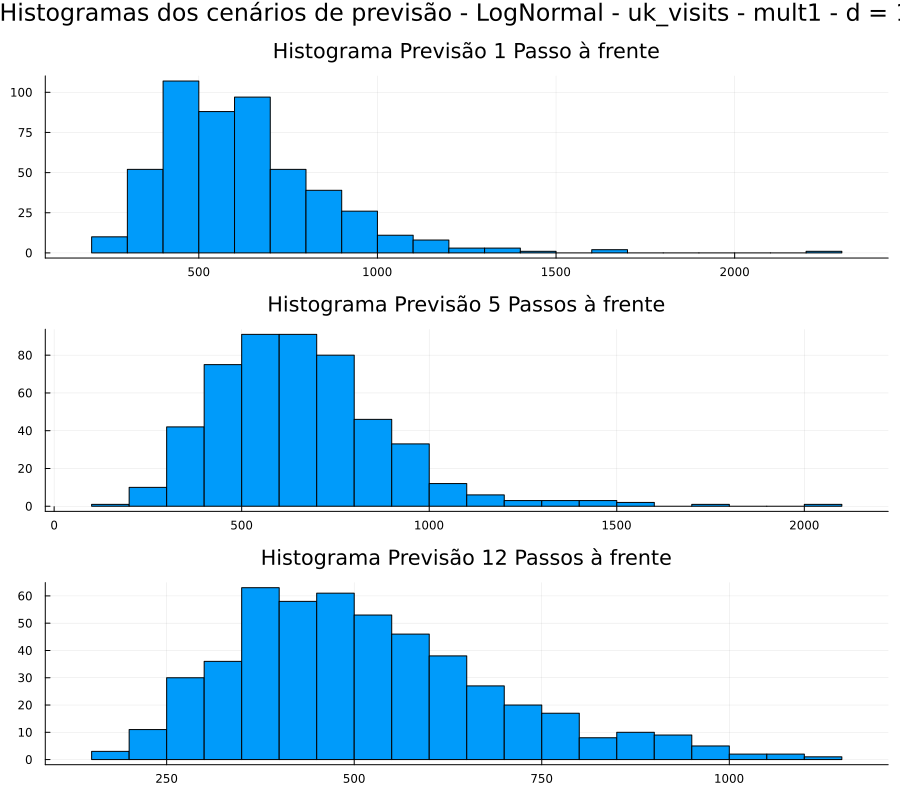 Histogramas dos cenários de previsão - LogNormal - uk_visits - mult1 - d =
Histograma Previsão 1 Passo à frente
100
75
50
25
0
500 1000 1500 2000
Histograma Previsão 5 Passos à frente
80
60
40
20
0
0 500 1000 1500 2000
Histograma Previsão 12 Passos à frente
60
50
40
30
20
10
0
250 500 750 1000